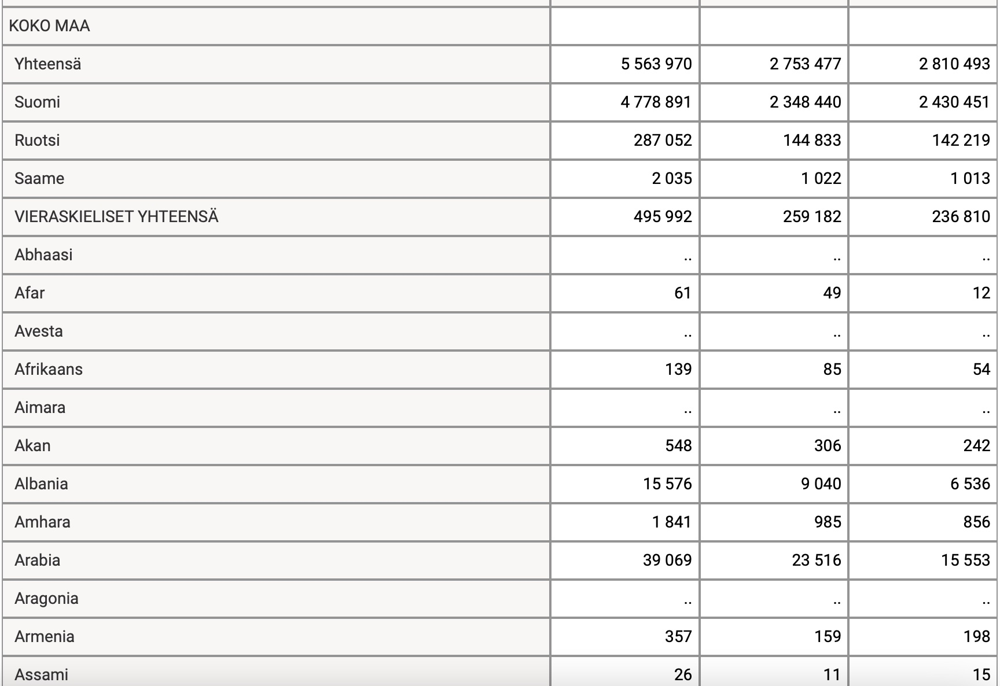 KOKO MAA
Yhteensä 5 563 970 2 753 477 2 810 493
Suomi 4 778 891 2 348 440 2 430 451
Ruotsi 287 052 144 833 142 219
Saame 2 035 1 022 1 013
VIERASKIELISET YHTEENSÄ 495 992 259 182 236 810
Abhaasi .. .. ..
Afar 61 49 12
Avesta .. .. ..
Afrikaans 139 85 54
Aimara .. .. ..
Akan 548 306 242
Albania 15 576 9 040 6 536
Amhara 1 841 985 856
Arabia 39 069 23 516 15 553
Aragonia .. .. ..
Armenia 357 159 198
Assami 26 11 15